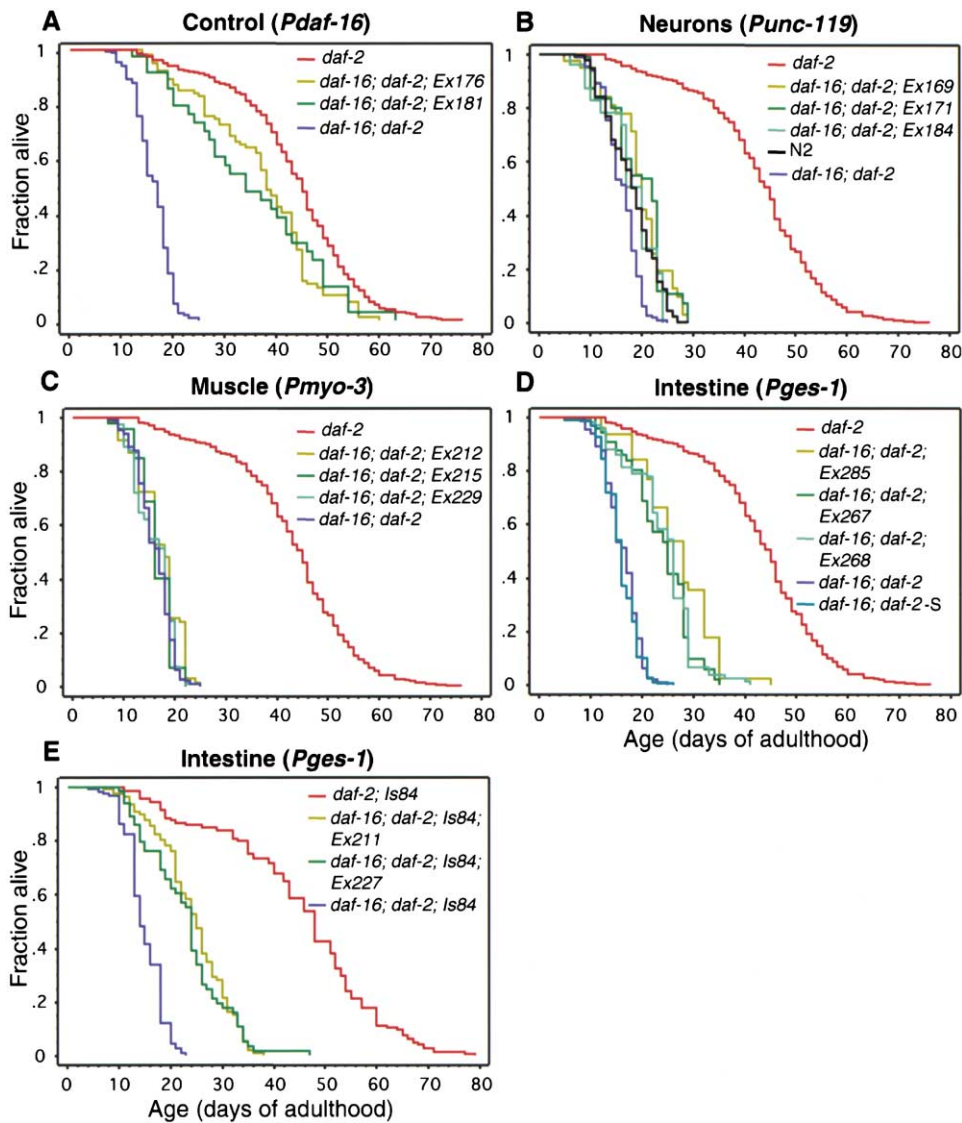 A
Control (Pdaf-16)
Fraction alive
1
.8
.6
.4
.2
0
0 10 20 30 40 50 60 70 80
daf-2
daf-16; daf-2; Ex176
daf-16; daf-2; Ex181
daf-16; daf-2
B
Neurons (Punc-119)
1
.8
.6
.4
.2
0
0 10 20 30 40 50 60 70 80
daf-2
daf-16; daf-2; Ex169
daf-16; daf-2; Ex171
daf-16; daf-2; Ex184
N2
daf-16; daf-2
C
Muscle (Pmyo-3)
Fraction alive
1
.8
.6
.4
.2
0
0 10 20 30 40 50 60 70 80
daf-2
daf-16; daf-2; Ex212
daf-16; daf-2; Ex215
daf-16; daf-2; Ex229
daf-16; daf-2
D
Intestine (Pges-1)
1
.8
.6
.4
.2
0
0 10 20 30 40 50 60 70 80
Age (days of adulthood)
daf-2
daf-16; daf-2;
Ex285
daf-16; daf-2;
Ex267
daf-16; daf-2;
Ex268
daf-16; daf-2
daf-16; daf-2-S
E
Intestine (Pges-1)
Fraction alive
1
.8
.6
.4
.2
0
0 10 20 30 40 50 60 70 80
Age (days of adulthood)
daf-2; Is84
daf-16; daf-2; Is84;
Ex211
daf-16; daf-2; Is84;
Ex227
daf-16; daf-2; Is84